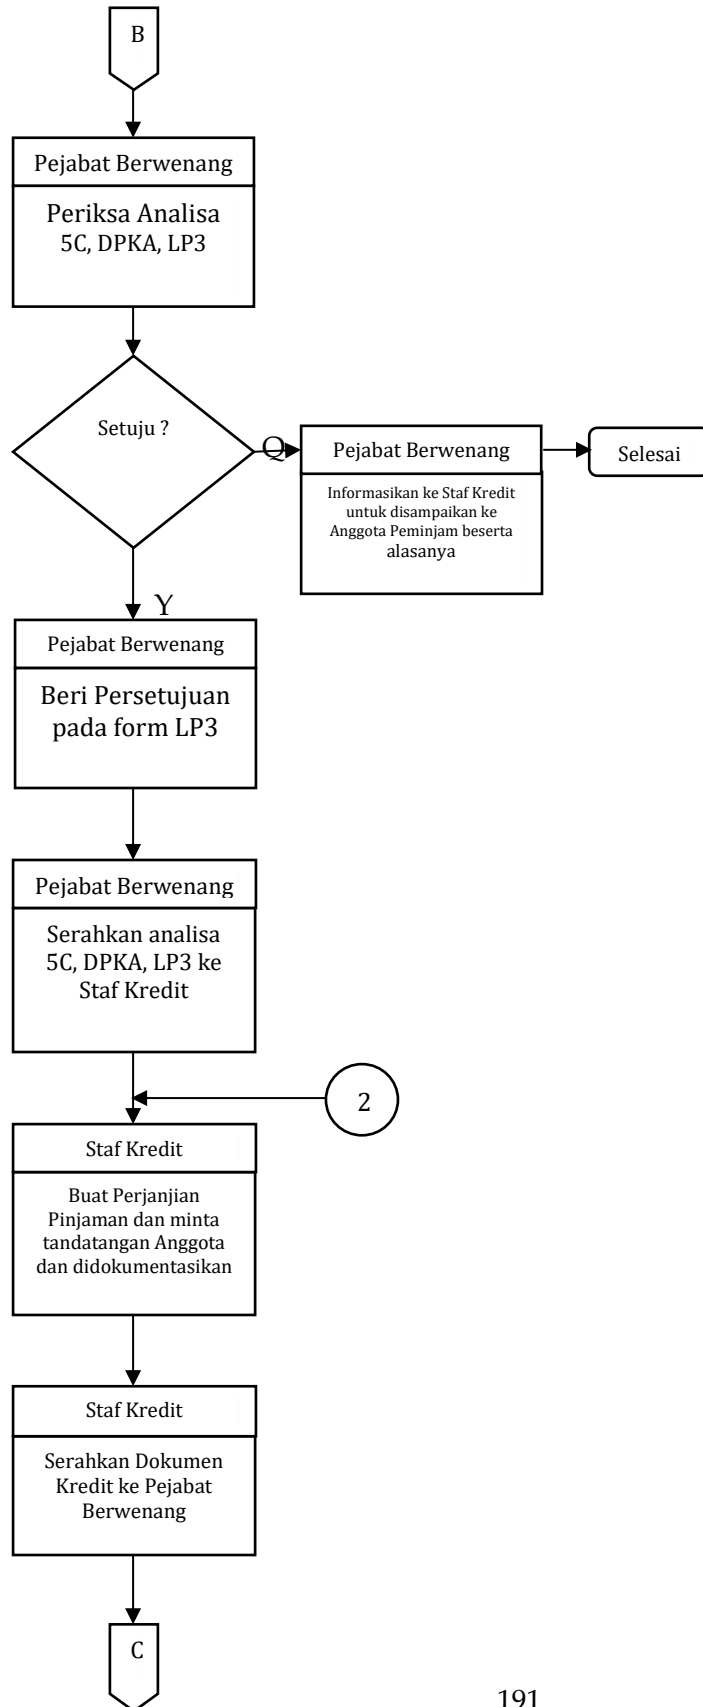 B
Pejabat Berwenang
Periksa Analisa
5C, DPKA, LP3
Setuju ?
Q
Pejabat Berwenang
Informasikan ke Staf Kredit
untuk disampaikan ke
Anggota Peminjam beserta
alasanya
Selesai
Y
Pejabat Berwenang
Beri Persetujuan
pada form LP3
Pejabat Berwenang
Serahkan analisa
5C, DPKA, LP3 ke
Staf Kredit
2
Staf Kredit
Buat Perjanjian
Pinjaman dan minta
tandatangan Anggota
dan didokumentasikan
Staf Kredit
Serahkan Dokumen
Kredit ke Pejabat
Berwenang
C
191